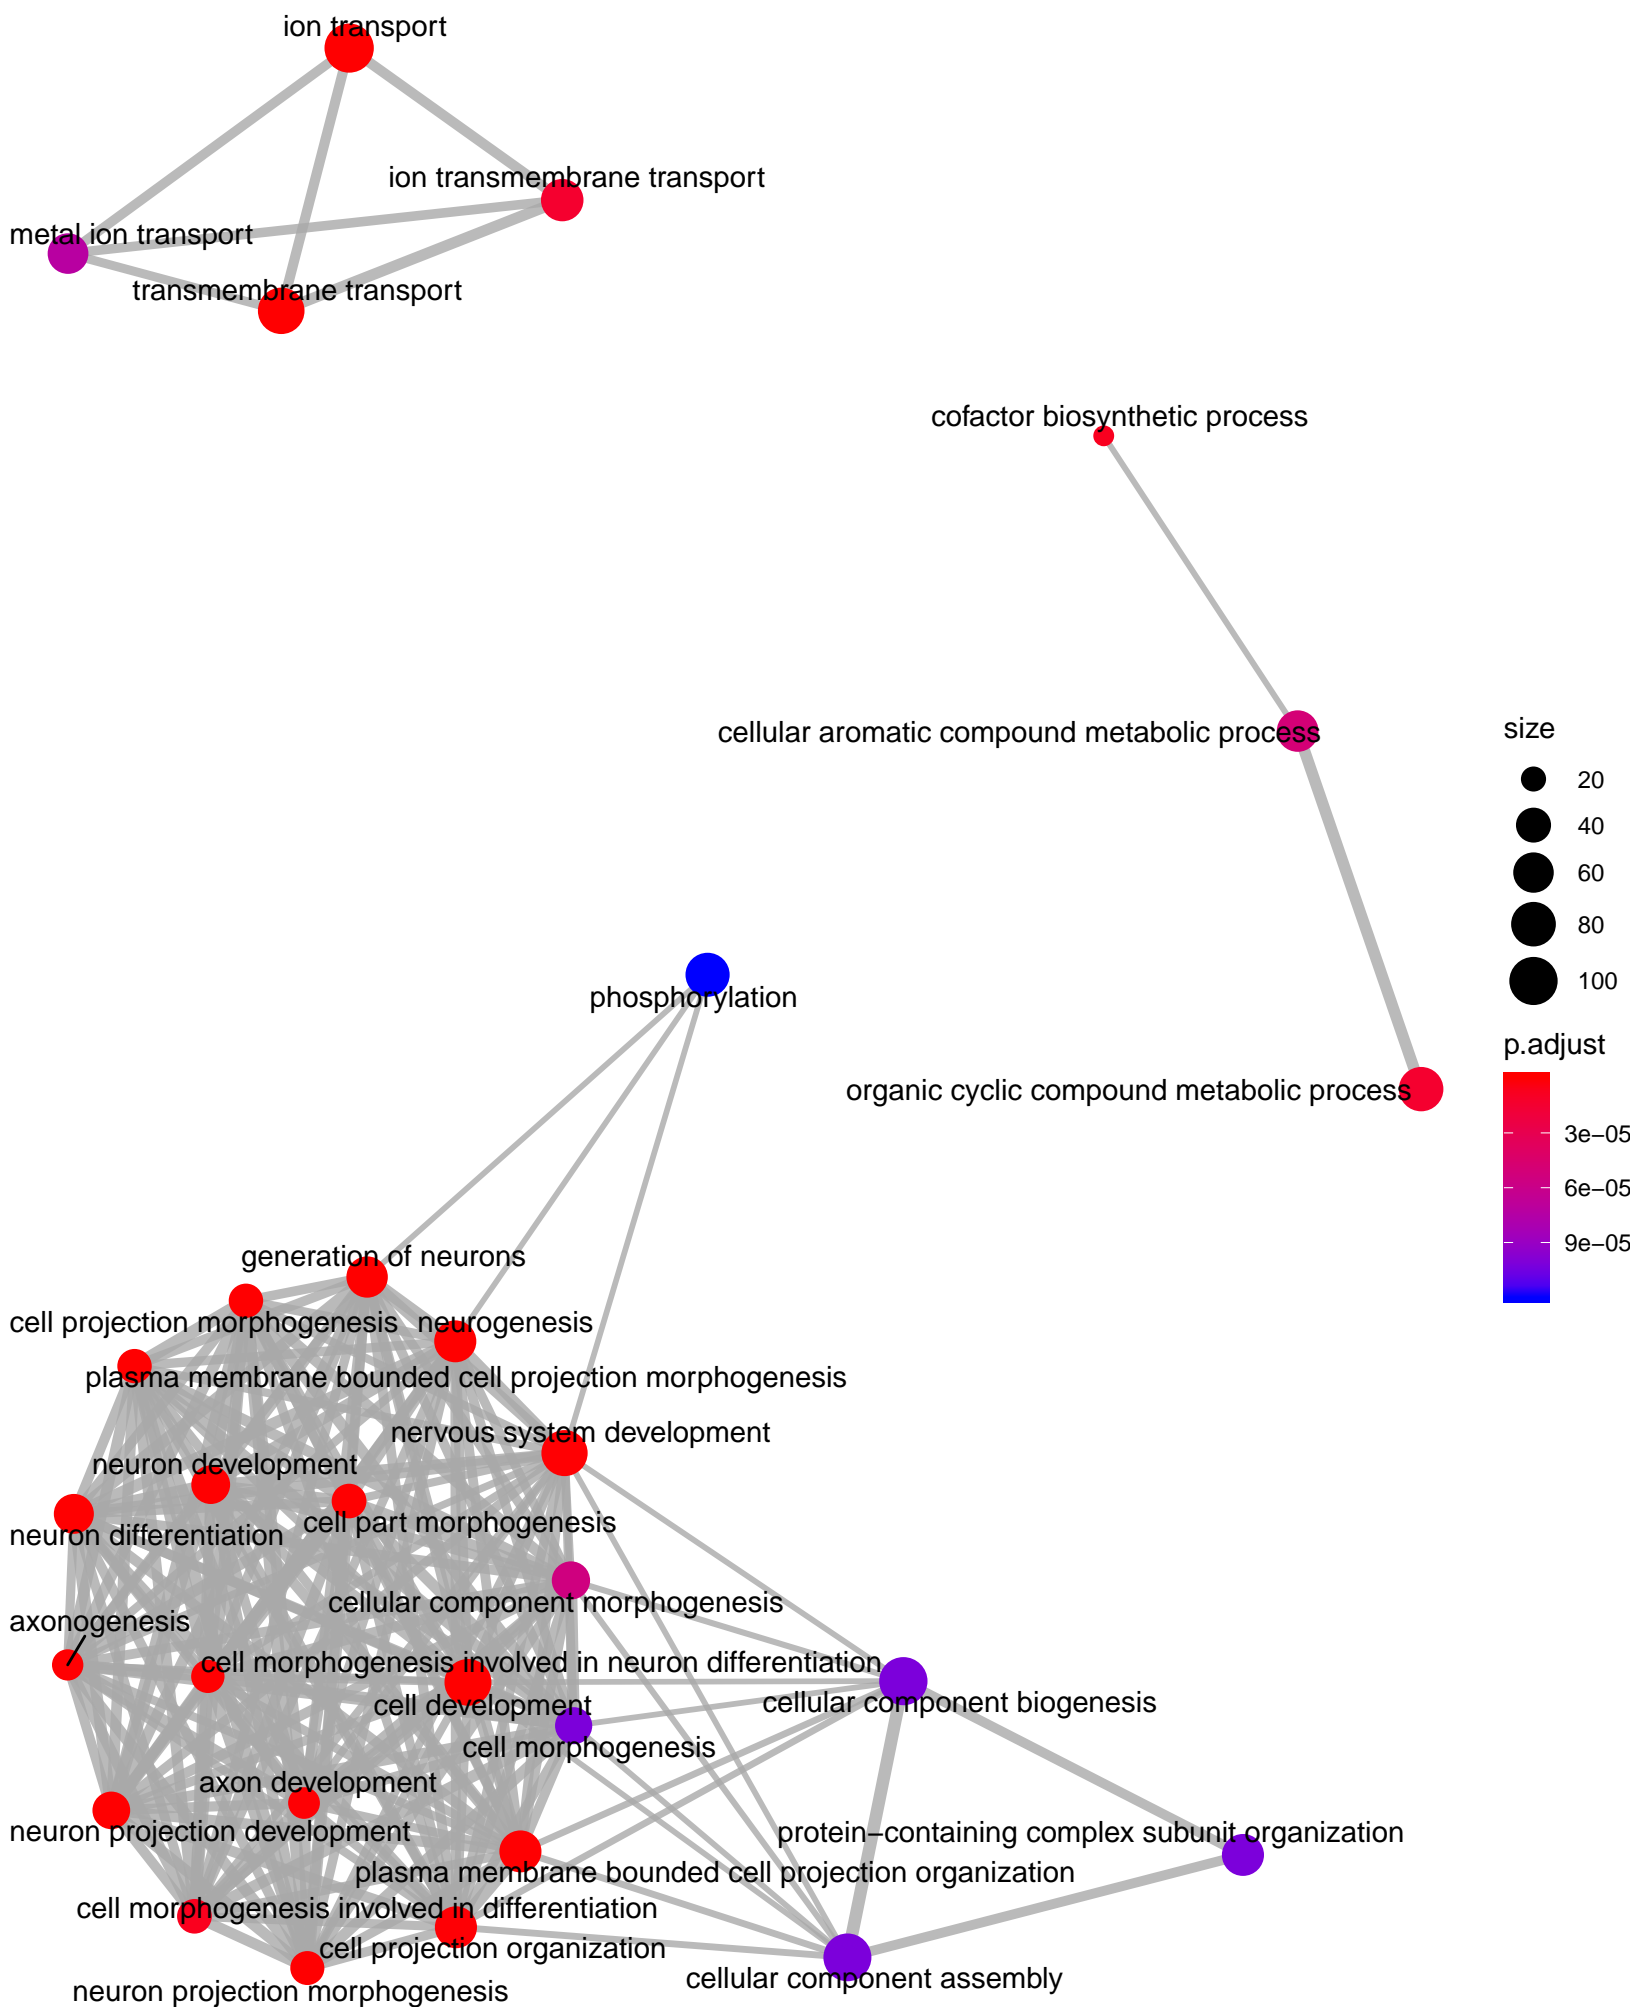 ion transport
ion transmembrane transport
metal ion transport
transmembrane transport
cofactor biosynthetic process
cellular aromatic compound metabolic process
size
20
40
60
80
100
phosphorylation
p.adjust
organic cyclic compound metabolic process
3e−05
6e−05
9e−05
generation of neurons
cell projection morphogenesis
neurogenesis
plasma membrane bounded cell projection morphogenesis
nervous system development
neuron development
cell part morphogenesis
neuron differentiation
cellular component morphogenesis
axonogenesis
cell morphogenesis involved in neuron differentiation
cell development
cellular component biogenesis
cell morphogenesis
axon development
neuron projection development
protein−containing complex subunit organization
plasma membrane bounded cell projection organization
cell morphogenesis involved in differentiation
cell projection organization
cellular component assembly
neuron projection morphogenesis